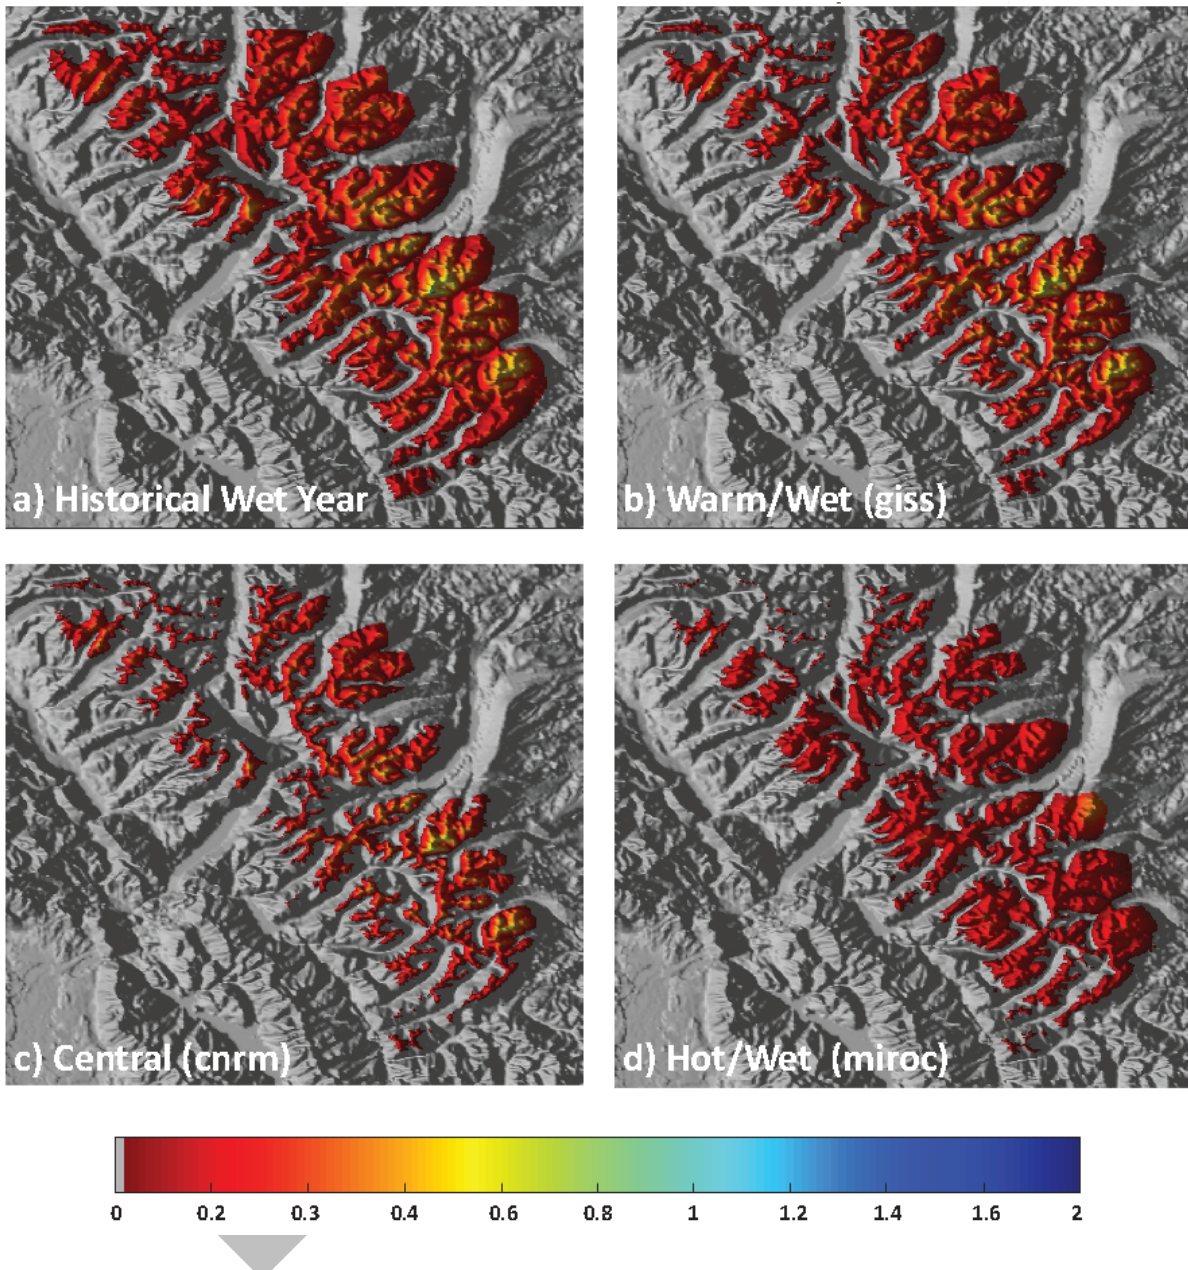 a) Historical Wet Year
b) Warm/Wet (giss)
c) Central (cnrm)
d) Hot/Wet (miroc)
0 0.2 0.3 0.4 0.6 0.8 1 1.2 1.4 1.6 2